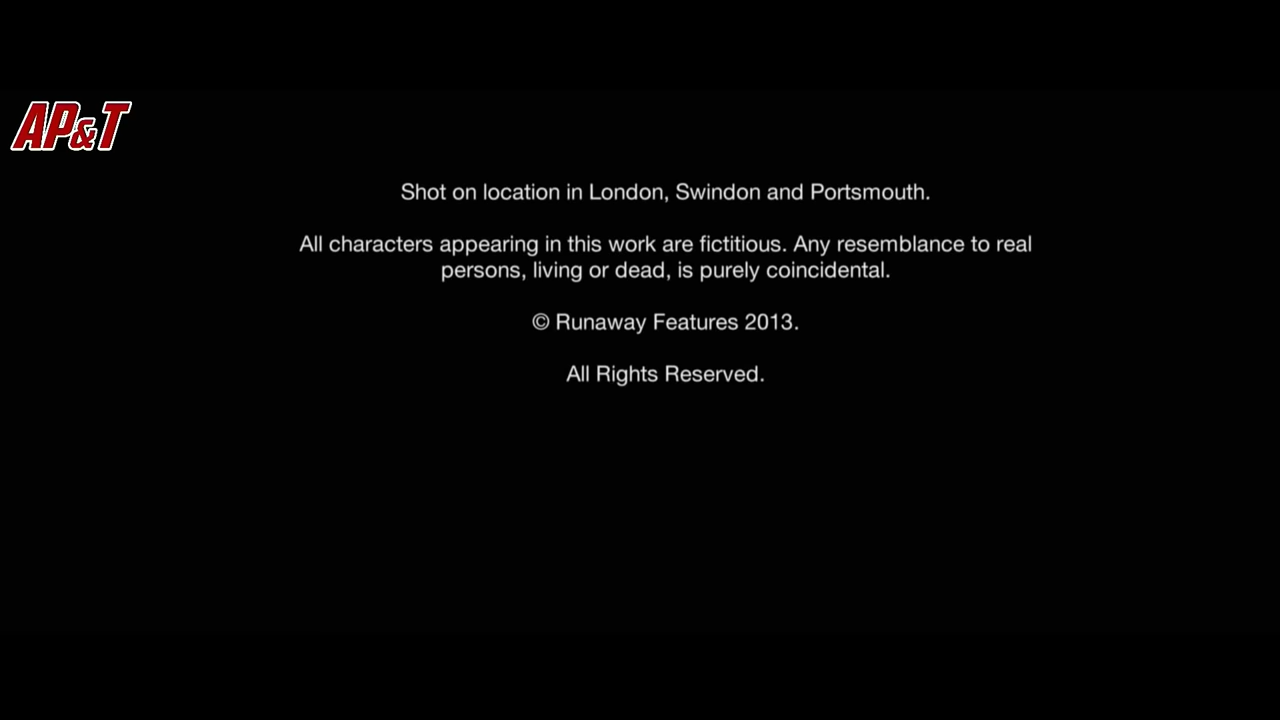 AP&T
Shot on location in London, Swindon and Portsmouth.
All characters appearing in this work are fictitious. Any resemblance to real
persons, living or dead, is purely coincidental.
© Runaway Features 2013.
All Rights Reserved.